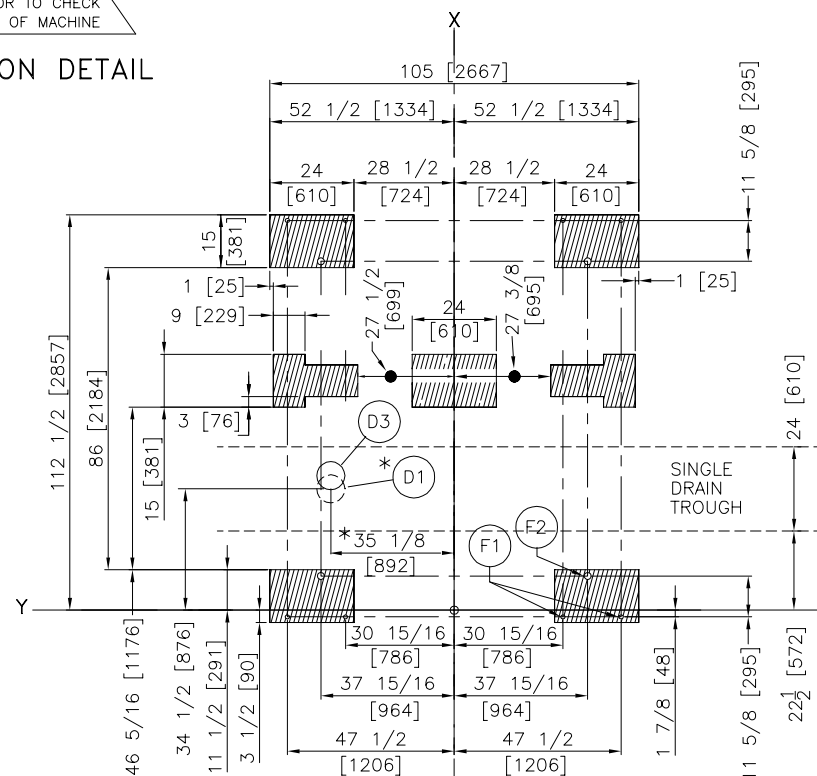 OR TO CHECK
OF MACHINE
ON DETAIL
X
105 [2667]
52 1/2 [1334]
52 1/2 [1334]
11 5/8 [295]
24
[610]
28 1/2
[724]
28 1/2
[724]
24
[610]
15
[381]
1 [25]
1 [25]
9 [229]
27 1/2
[699]
24
[610]
27 3/8
[695]
112 1/2 [2857]
86 [2184]
3 [76]
15 [381]
D3
*
D1
24 [610]
SINGLE
DRAIN
TROUGH
*
35 1/8
[892]
F1
F2
Y
46 5/16 [1176]
34 1/2 [876]
11 1/2 [291]
3 1/2 [90]
30 15/16
[786]
30 15/16
[786]
37 15/16
[964]
37 15/16
[964]
47 1/2
[1206]
47 1/2
[1206]
1 7/8 [48]
11 5/8 [295]
22 1/2 [572]